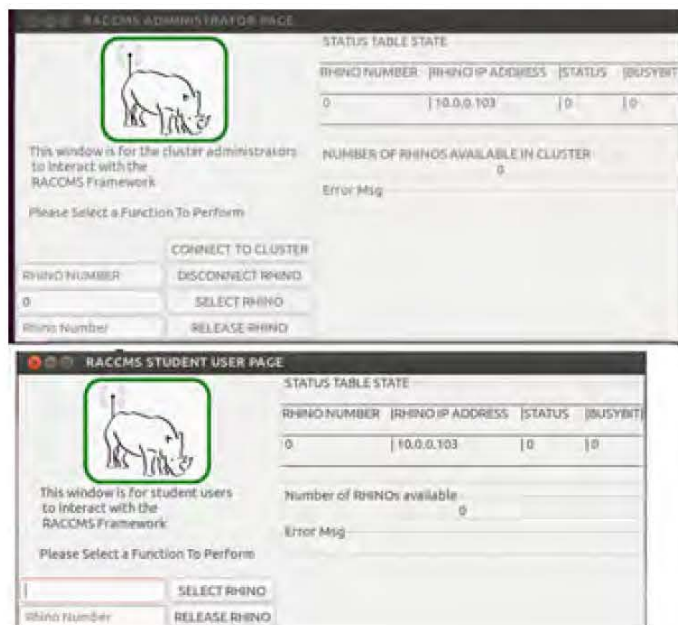 RACCMS ADMINISTRATOR PAGE
STATUS TABLE STATE
RHINO NUMBER |RHINO IP ADDRESS |STATUS |BUSYBIT
0 |10.0.0.103 |0 |0
This window is for the cluster administrators
to interact with the
RACCMS Framework
NUMBER OF RHINOS AVAILABLE IN CLUSTER
0
Error Msg
Please Select a Function To Perform
CONNECT TO CLUSTER
RHINO NUMBER DISCONNECT RHINO
0 SELECT RHINO
Rhino Number RELEASE RHINO
RACCMS STUDENT USER PAGE
STATUS TABLE STATE
RHINO NUMBER |RHINO IP ADDRESS |STATUS |BUSYBIT|
0 |10.0.0.103 |0 |0
This window is for student users
to interact with the
RACCMS Framework
Number of RHINOs available
0
Error Msg
Please Select a Function To Perform
SELECT RHINO
Rhino Number RELEASE RHINO